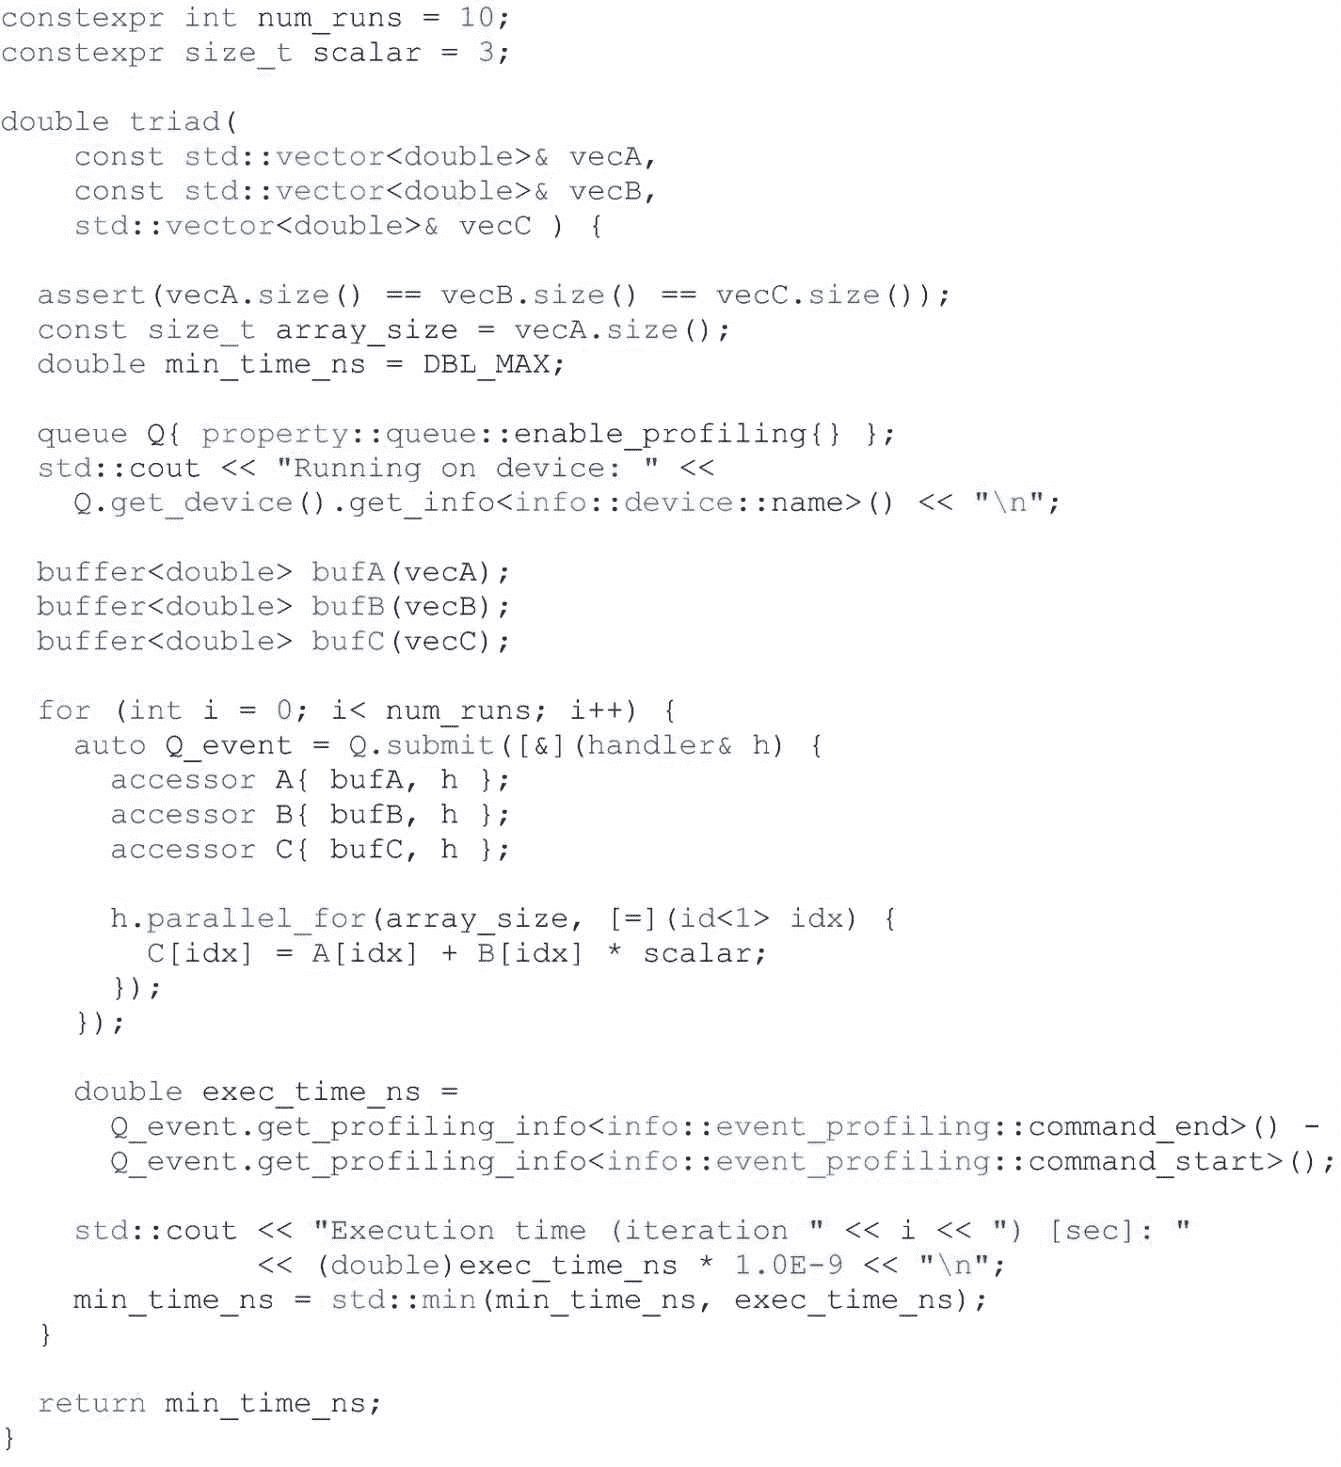 constexpr int num_runs = 10;
constexpr size_t scalar = 3;
double triad(
    const std::vector<double>& vecA,
    const std::vector<double>& vecB,
    std::vector<double>& vecC ) {
  assert(vecA.size() == vecB.size() == vecC.size());
  const size_t array_size = vecA.size();
  double min_time_ns = DBL_MAX;
  queue Q{ property::queue::enable_profiling{} };
  std::cout << "Running on device: " <<
    Q.get_device().get_info<info::device::name>() << "\n";
  buffer<double> bufA(vecA);
  buffer<double> bufB(vecB);
  buffer<double> bufC(vecC);
  for (int i = 0; i< num_runs; i++) {
    auto Q_event = Q.submit([&](handler& h) {
      accessor A{ bufA, h };
      accessor B{ bufB, h };
      accessor C{ bufC, h };
      h.parallel_for(array_size, [=](id<1> idx) {
        C[idx] = A[idx] + B[idx] * scalar;
      });
    });
    double exec_time_ns =
      Q_event.get_profiling_info<info::event_profiling::command_end>() -
      Q_event.get_profiling_info<info::event_profiling::command_start>();
    std::cout << "Execution time (iteration " << i << ") [sec]: "
              << (double)exec_time_ns * 1.0E-9 << "\n";
    min_time_ns = std::min(min_time_ns, exec_time_ns);
  }
  return min_time_ns;
}